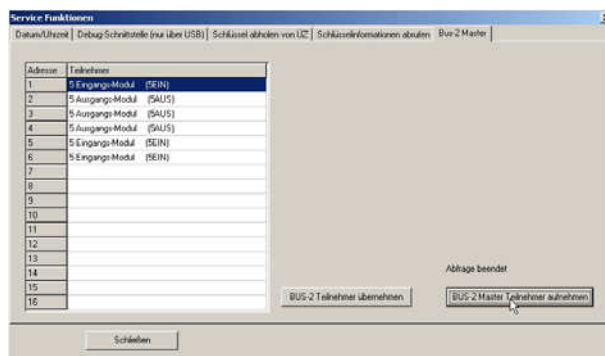 Service Funktionen
Datum/Uhrzeit Debug-Schnittstelle (nur über USB) Schlüssel abholen von ÜZ Schlüsselinformationen abrufen Bus-2 Master
Adresse Teilnehmer
1 5 Eingangs-Modul (5EIN)
2 5 Ausgangs-Modul (5AUS)
3 5 Ausgangs-Modul (5AUS)
4 5 Ausgangs-Modul (5AUS)
5 5 Eingangs-Modul (5EIN)
6 5 Eingangs-Modul (5EIN)
7
8
9
10
11
12
13
14
15
16
Abfrage beendet
BUS-2 Teilnehmer übernehmen BUS-2 Master Teilnehmer aufnehmen
Schließen